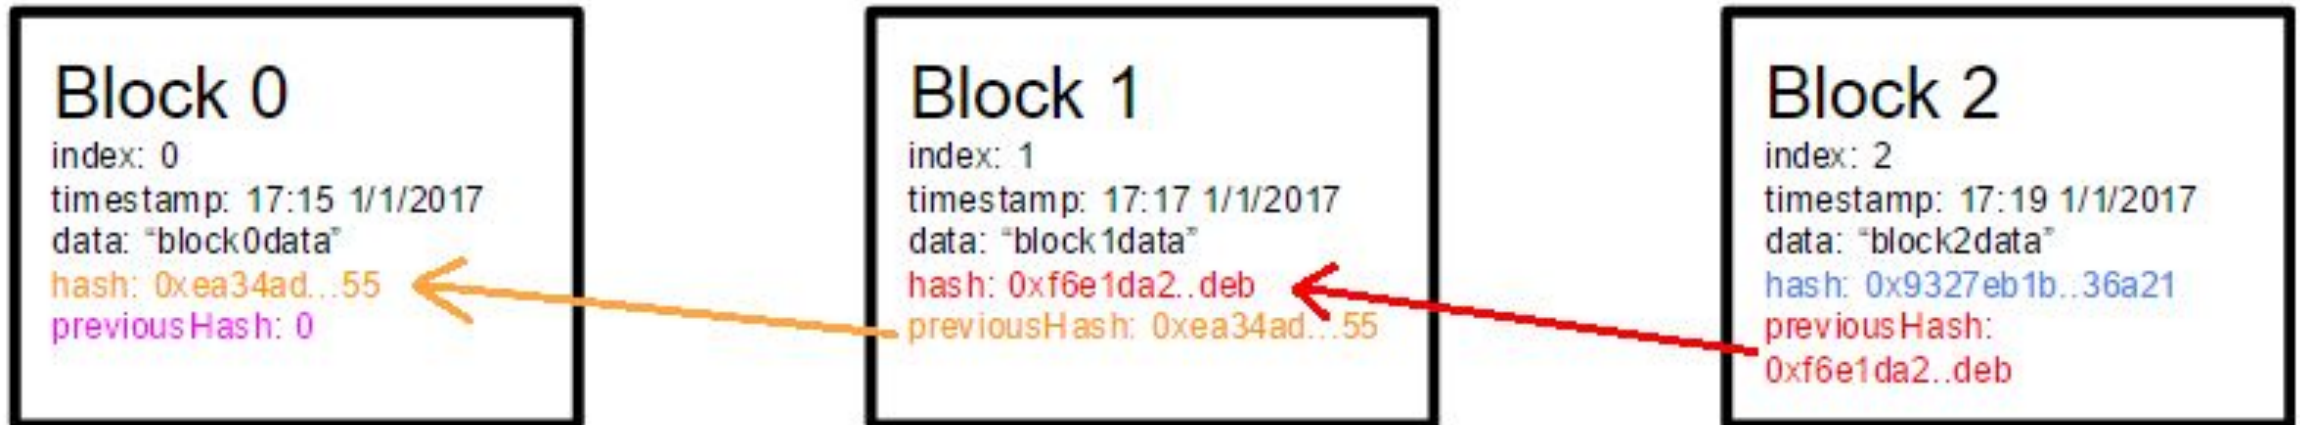 Block 0
index: 0
timestamp: 17:15 1/1/2017
data: “block0data”
hash: 0xea34ad...55
previousHash: 0
Block 1
index: 1
timestamp: 17:17 1/1/2017
data: “block1data”
hash: 0xf6e1da2..deb
previousHash: 0xea34ad...55
Block 2
index: 2
timestamp: 17:19 1/1/2017
data: “block2data”
hash: 0x9327eb1b..36a21
previousHash:
0xf6e1da2..deb